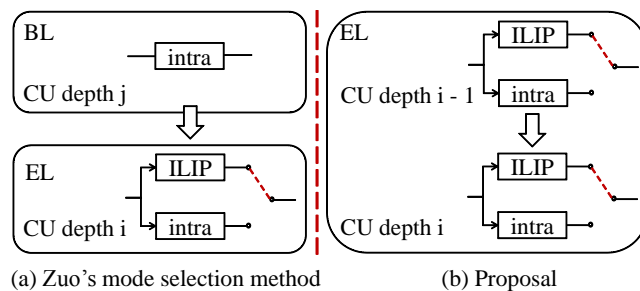 BL
intra
CU depth j
EL
ILIP
CU depth i
intra
(a) Zuo's mode selection method
EL
ILIP
CU depth i - 1
intra
ILIP
CU depth i
intra
(b) Proposal